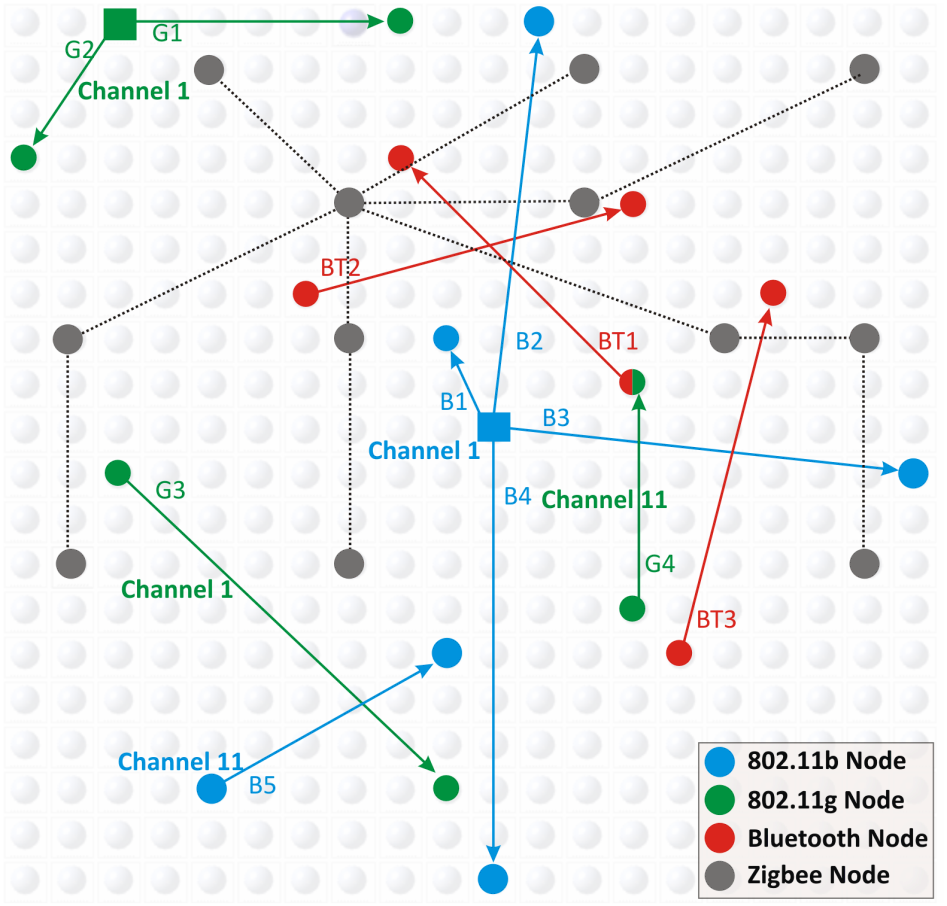 G1
G2
Channel 1
BT2
B2
BT1
B1
B3
Channel 1
G3
B4
Channel 11
Channel 1
G4
BT3
Channel 11
B5
802.11b Node
802.11g Node
Bluetooth Node
Zigbee Node